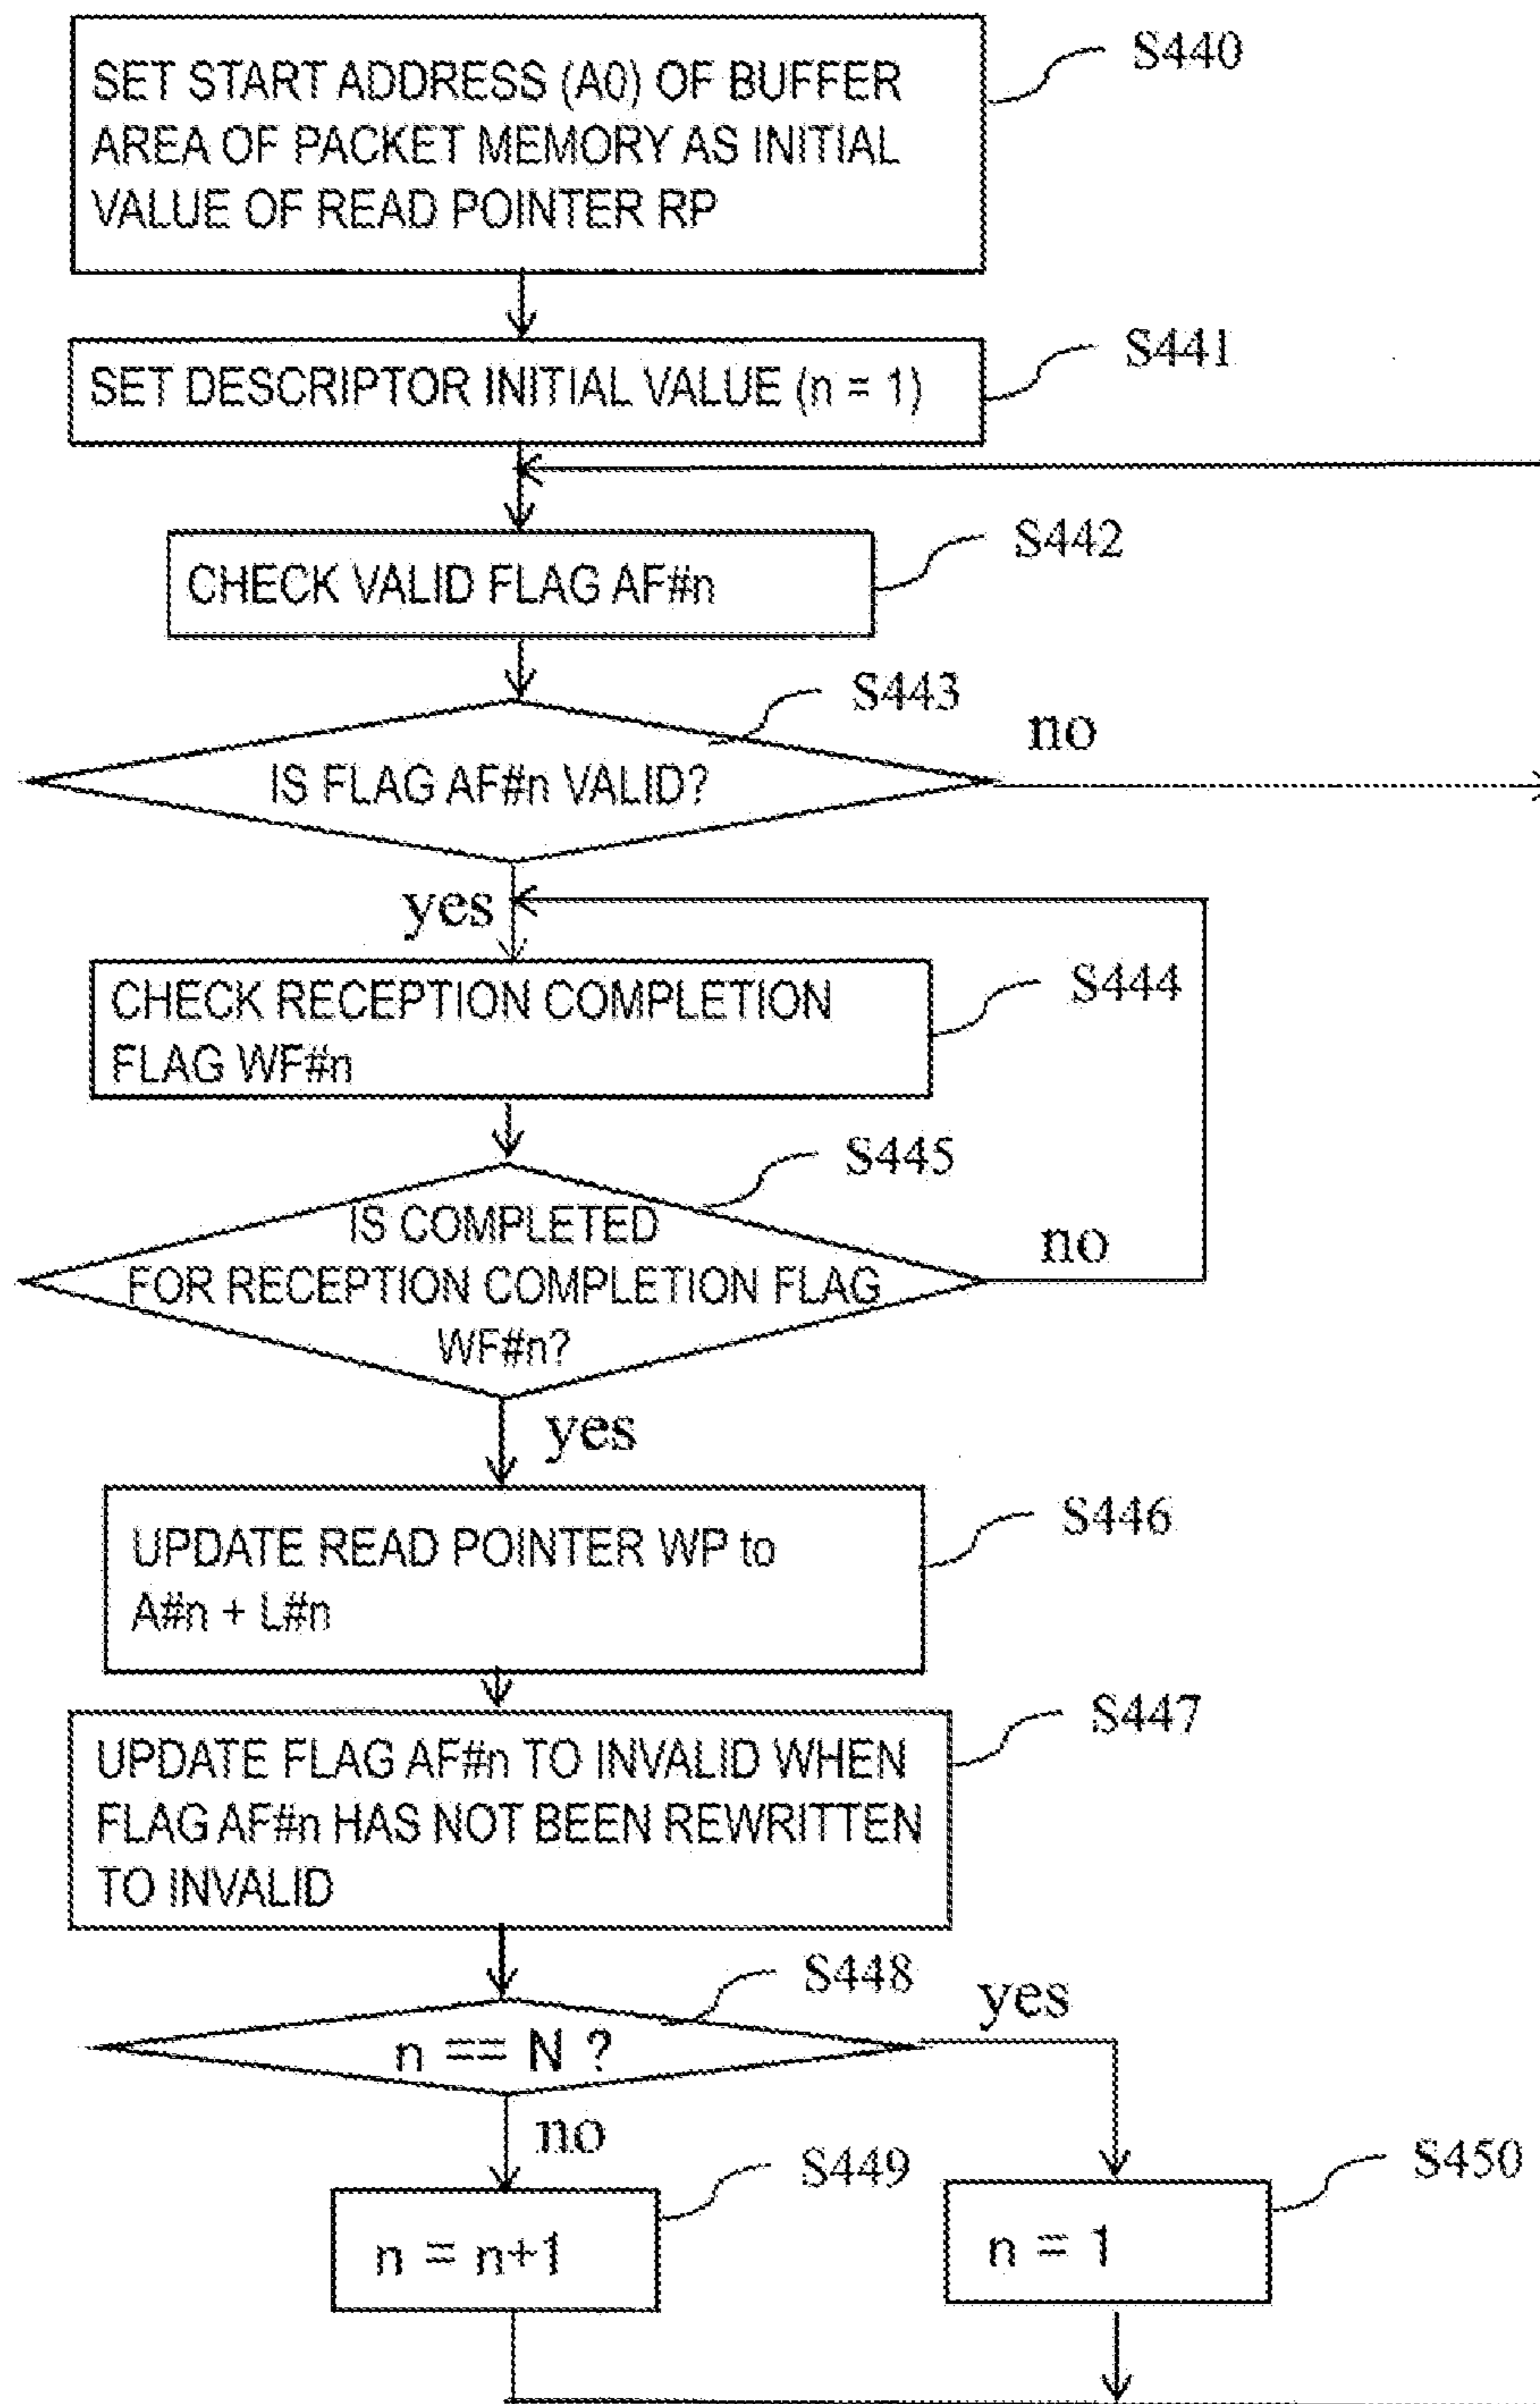 SET START ADDRESS (A0) OF BUFFER
AREA OF PACKET MEMORY AS INITIAL
VALUE OF READ POINTER RP
S440
SET DESCRIPTOR INITIAL VALUE (n = 1)
S441
CHECK VALID FLAG AF#n
S442
S443
IS FLAG AF#n VALID?
no
yes
CHECK RECEPTION COMPLETION
FLAG WF#n
S444
S445
IS COMPLETED
FOR RECEPTION COMPLETION FLAG
WF#n?
no
yes
UPDATE READ POINTER WP to
A#n + L#n
S446
UPDATE FLAG AF#n TO INVALID WHEN
FLAG AF#n HAS NOT BEEN REWRITTEN
TO INVALID
S447
S448
n == N ?
yes
no
n = n+1
S449
n = 1
S450